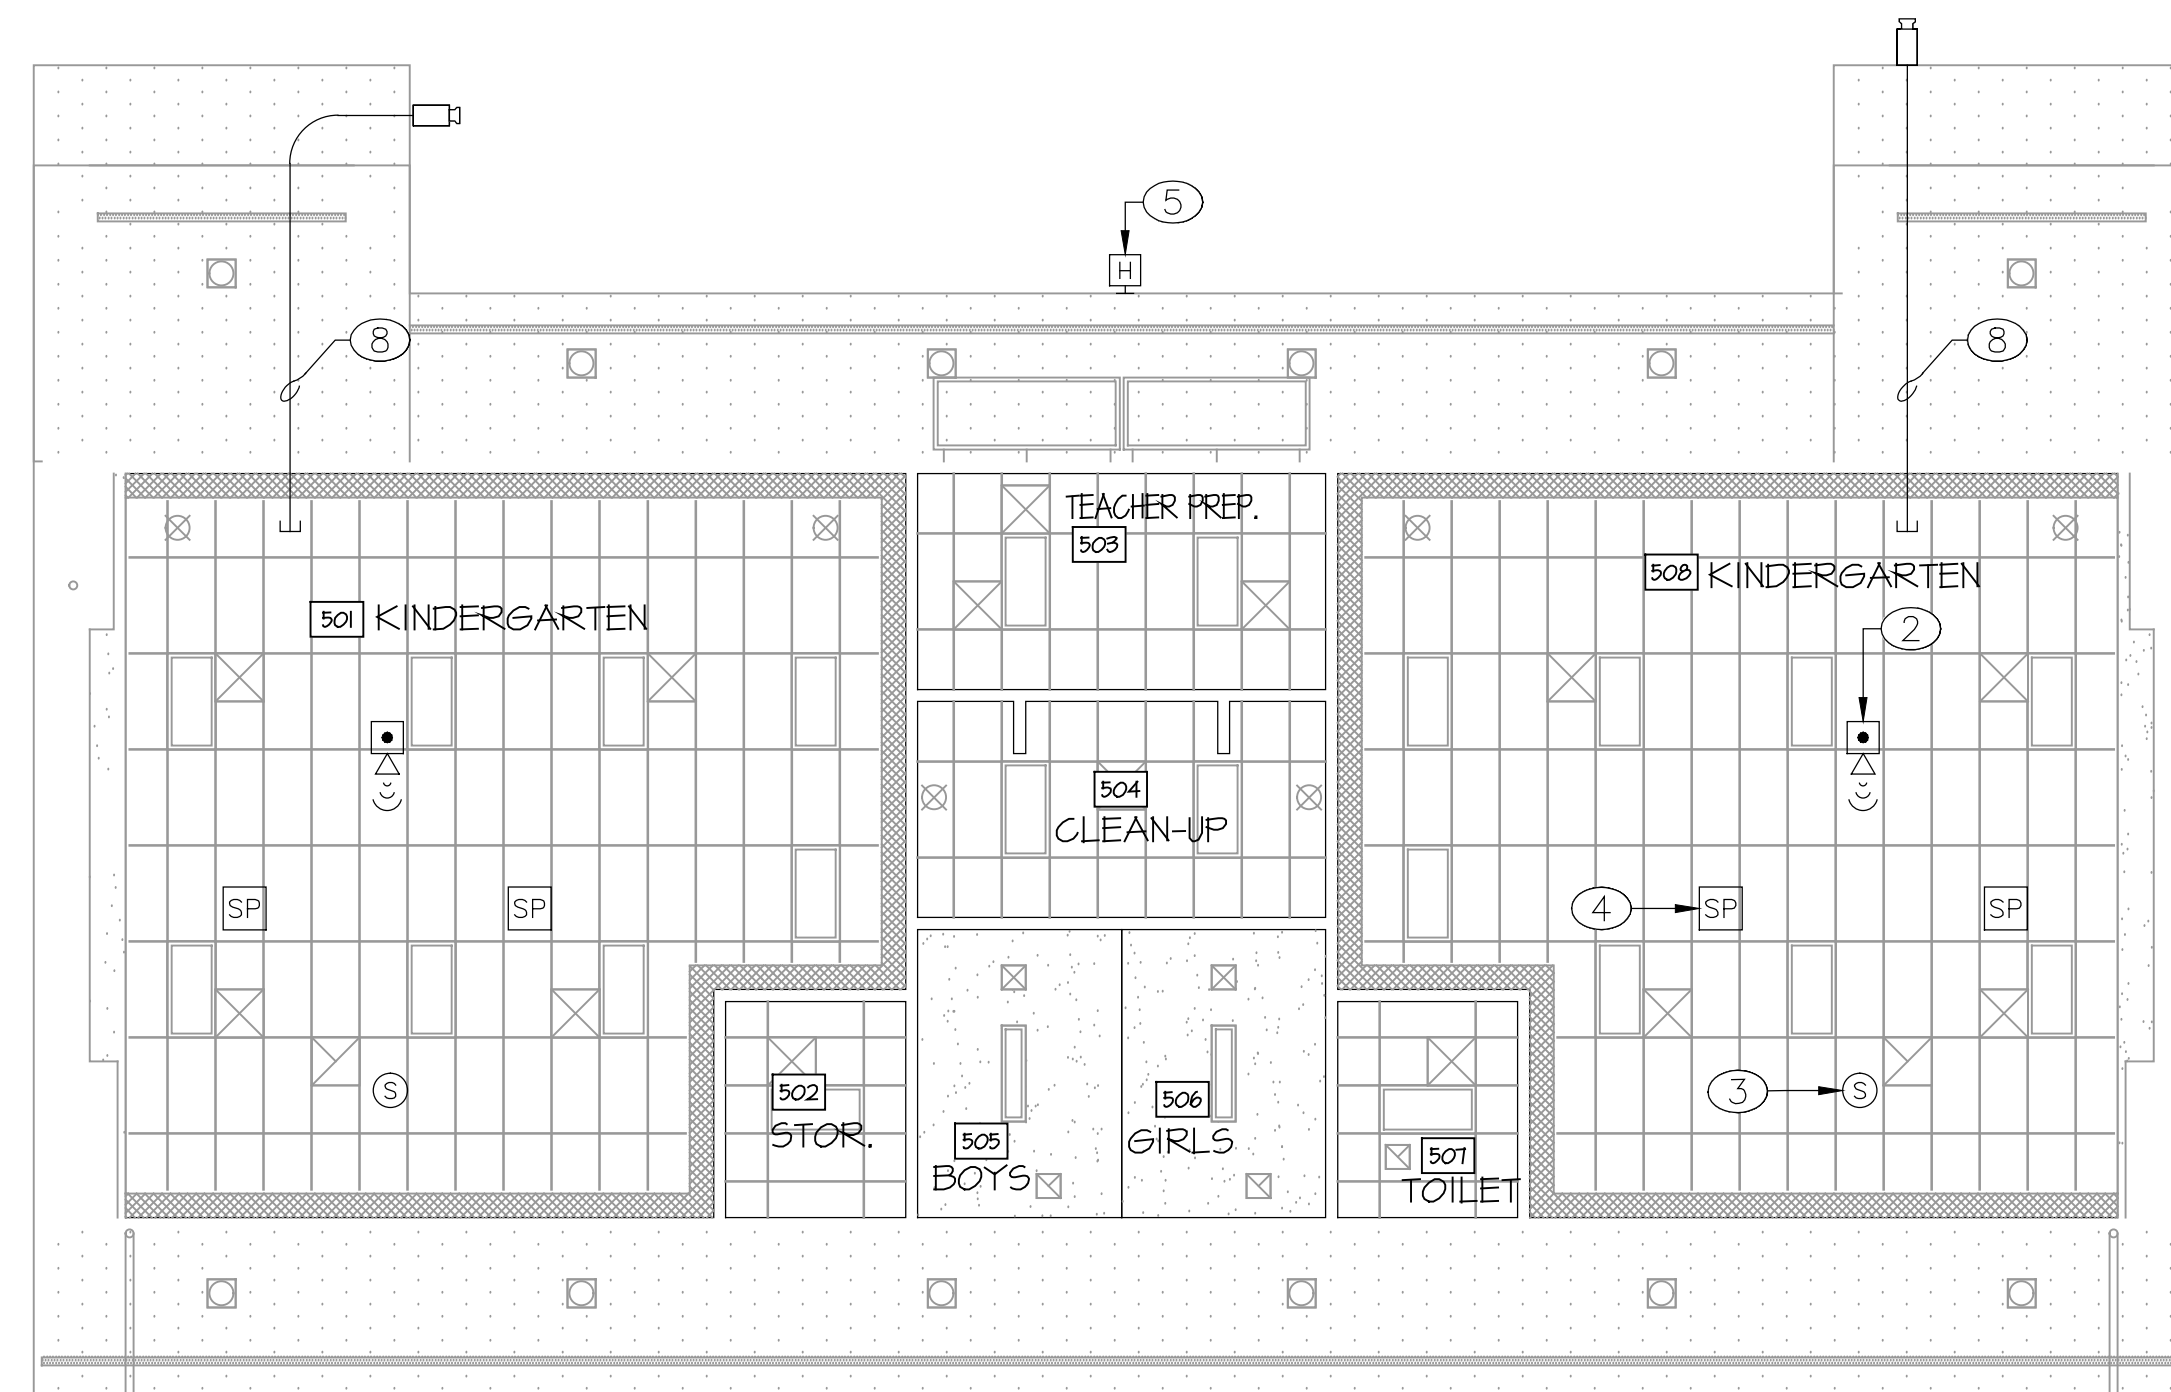 5
H
8
8
TEACHER PREP.
503
501 KINDERGARTEN
508 KINDERGARTEN
2
504
CLEAN-UP
SP
SP
4
SP
SP
S
3
S
502
STOR.
505
BOYS
506
GIRLS
507
TOILET